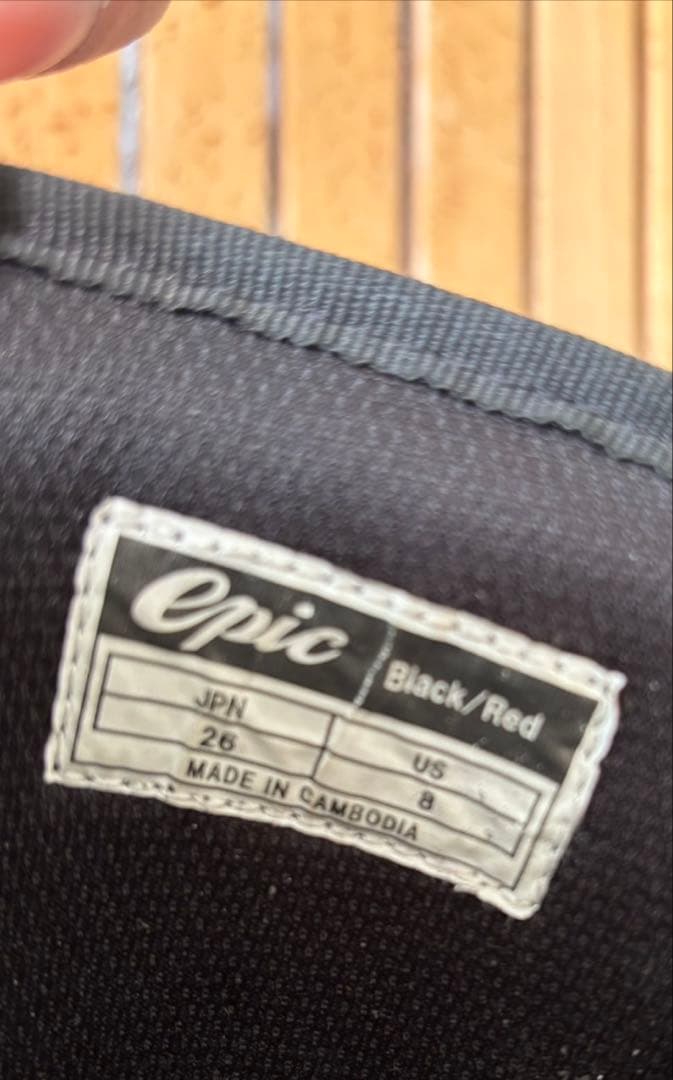 epic Black/Red
JPN US
26 8
MADE IN CAMBODIA